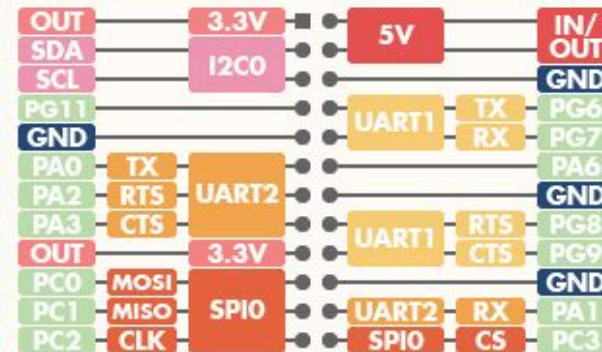 OUT 3.3V 5V IN/
SDA I2C0 OUT
SCL GND
PG11 UART1 TX PG6
GND RX PG7
PA0 TX UART2 PA6
PA2 RTS GND
PA3 CTS UART1 RTS PG8
OUT 3.3V CTS PG9
PC0 MOSI SPI0 GND
PC1 MISO UART2 RX PA1
PC2 CLK SPI0 CS PC3